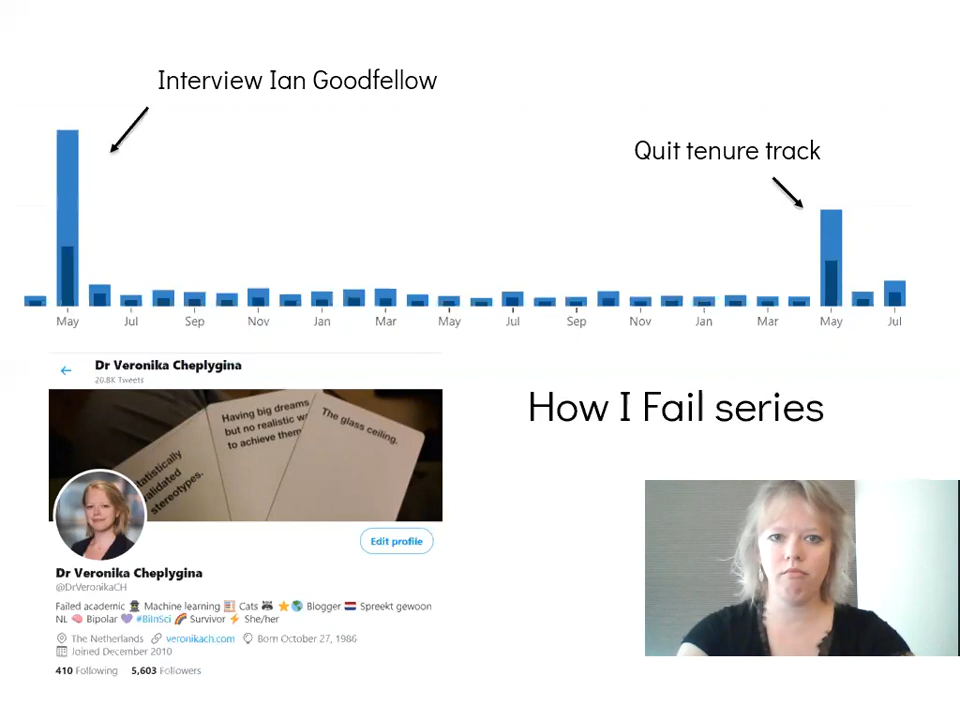 Interview Ian Goodfellow
Quit tenure track
May Jul Sep Nov Jan Mar May Jul Sep Nov Jan Mar May Jul
← Dr Veronika Cheplygina
20.8K Tweets
Having big dreams
but no realistic
to achieve them
The glass ceiling.
tatistically
alidated
stereotypes.
How I Fail series
Edit profile
Dr Veronika Cheplygina
@DrVeronikaCH
Failed academic 👩‍🎓 Machine learning 🧮 Cats 🐈‍⬛ ⭐🌎 Blogger 🇳🇱 Spreekt gewoon
NL 🧠 Bipolar 💜 #BiInSci 🌈 Survivor ⚡ She/her
The Netherlands veronikach.com Born October 27, 1986
Joined December 2010
410 Following 5,603 Followers